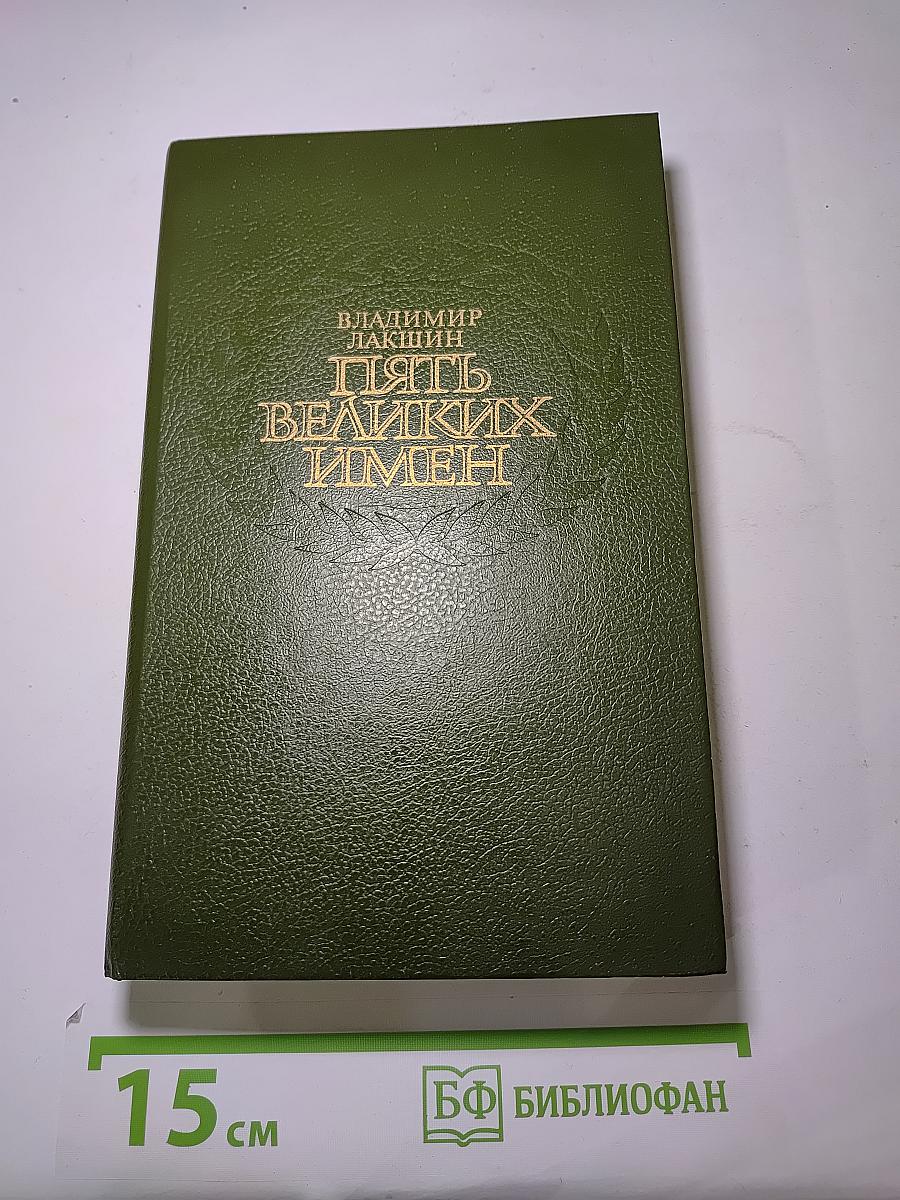 ВЛАДИМИР
ЛАКШИН
ПЯТЬ
ВЕЛИКИХ
ИМЕН
15 см
БФ БИБЛИОФАН